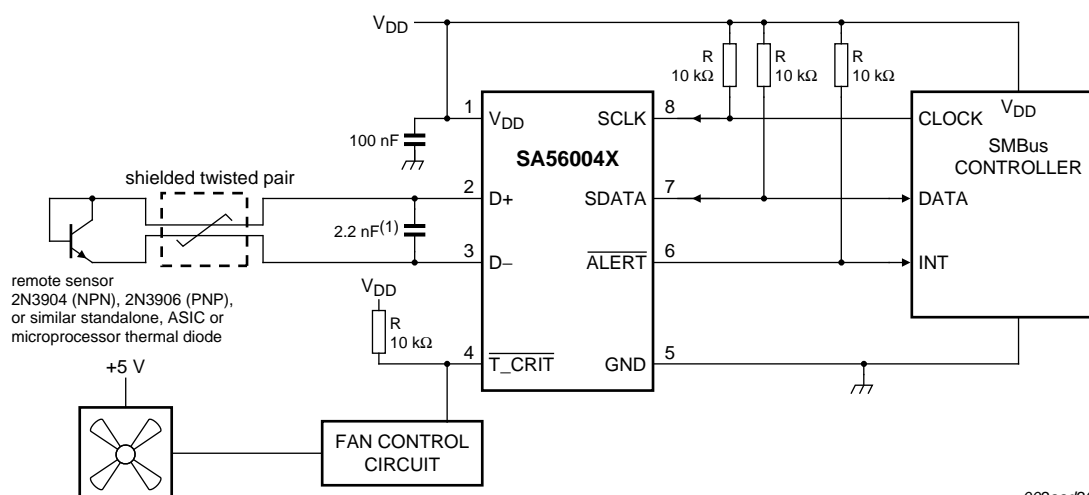 VDD
R
10 kΩ
R
10 kΩ
R
10 kΩ
1
VDD
SCLK
8
CLOCK
VDD
SMBus
CONTROLLER
100 nF
SA56004X
shielded twisted pair
2
D+
SDATA
7
DATA
2.2 nF(1)
3
D−
ALERT
6
INT
remote sensor
2N3904 (NPN), 2N3906 (PNP),
or similar standalone, ASIC or
microprocessor thermal diode
VDD
R
10 kΩ
4
T_CRIT
GND
5
+5 V
FAN CONTROL
CIRCUIT